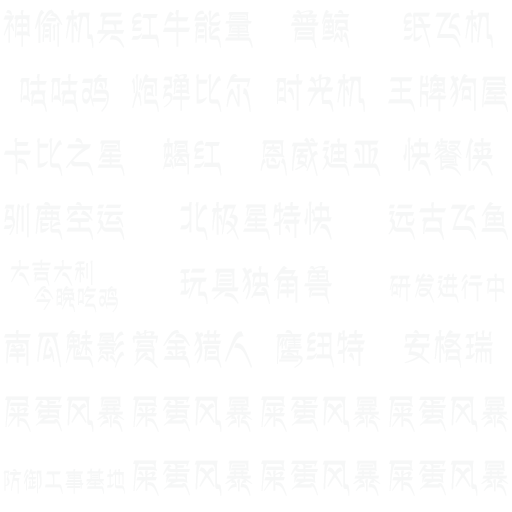 神偷机兵 红牛能量 普鲸 纸飞机
咕咕鸡 炮弹比尔 时光机 王牌狗屋
卡比之星 蝎红 恩威迪亚 快餐侠
驯鹿空运 北极星特快 远古飞鱼
大吉大利
今晚吃鸡 玩具独角兽 研发进行中
南瓜魅影 赏金猎人 鹰纽特 安格瑞
屎蛋风暴 屎蛋风暴 屎蛋风暴 屎蛋风暴
防御工事基地 屎蛋风暴 屎蛋风暴 屎蛋风暴